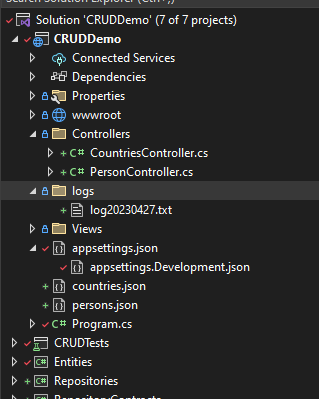 Search Solution Explorer (Ctrl+;)
Solution 'CRUDDemo' (7 of 7 projects)
CRUDDemo
Connected Services
Dependencies
Properties
wwwroot
Controllers
C# CountriesController.cs
C# PersonController.cs
logs
log20230427.txt
Views
appsettings.json
appsettings.Development.json
countries.json
persons.json
C# Program.cs
CRUDTests
C# Entities
C# Repositories
C# RepositoryContracts